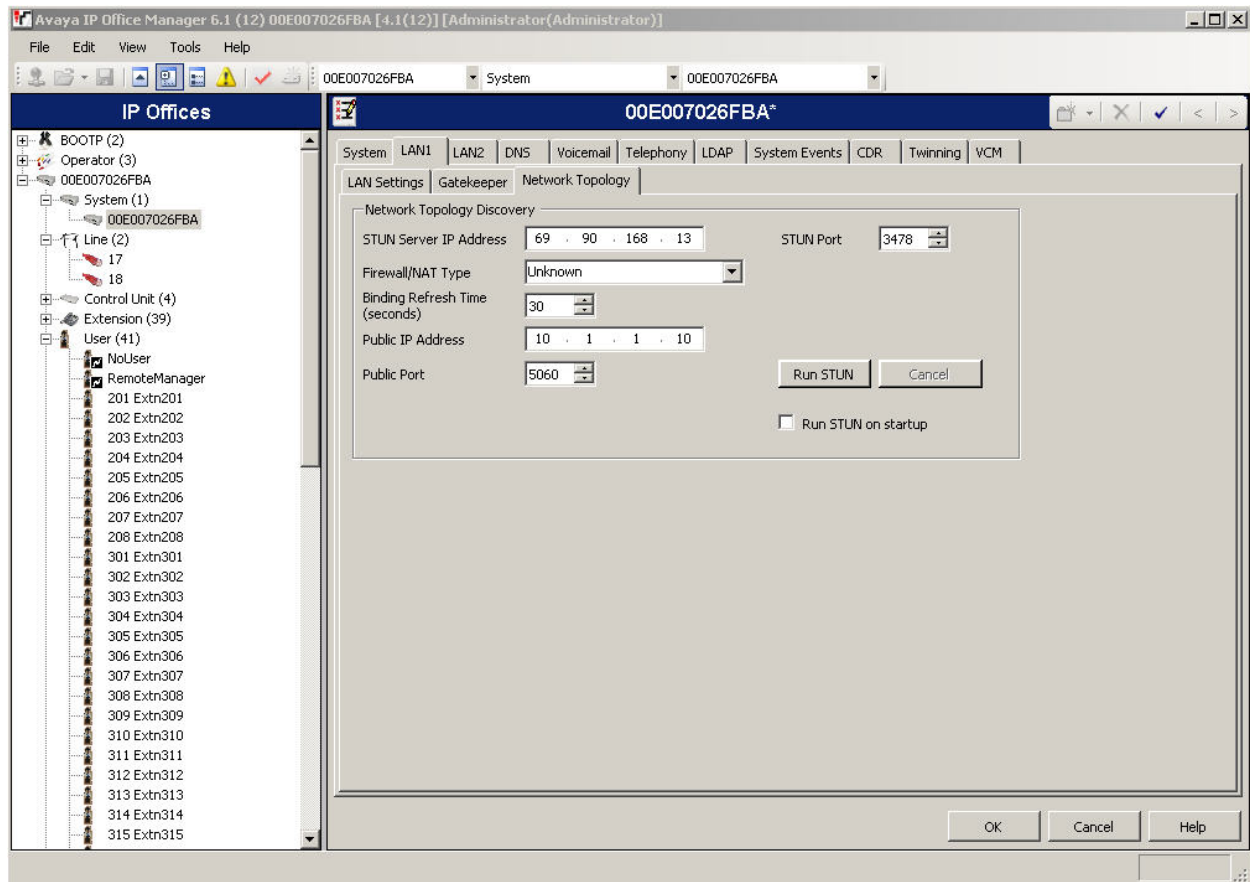 Avaya IP Office Manager 6.1 (12) 00E007026FBA [4.1(12)] [Administrator(Administrator)]
File Edit View Tools Help
00E007026FBA System 00E007026FBA
IP Offices
BOOTP (2)
Operator (3)
00E007026FBA
System (1)
00E007026FBA
Line (2)
17
18
Control Unit (4)
Extension (39)
User (41)
NoUser
RemoteManager
201 Extn201
202 Extn202
203 Extn203
204 Extn204
205 Extn205
206 Extn206
207 Extn207
208 Extn208
301 Extn301
302 Extn302
303 Extn303
304 Extn304
305 Extn305
306 Extn306
307 Extn307
308 Extn308
309 Extn309
310 Extn310
311 Extn311
312 Extn312
313 Extn313
314 Extn314
315 Extn315
00E007026FBA*
System LAN1 LAN2 DNS Voicemail Telephony LDAP System Events CDR Twinning VCM
LAN Settings Gatekeeper Network Topology
Network Topology Discovery
STUN Server IP Address 69 . 90 . 168 . 13 STUN Port 3478
Firewall/NAT Type Unknown
Binding Refresh Time
(seconds) 30
Public IP Address 10 . 1 . 1 . 10
Public Port 5060 Run STUN Cancel
Run STUN on startup
OK Cancel Help